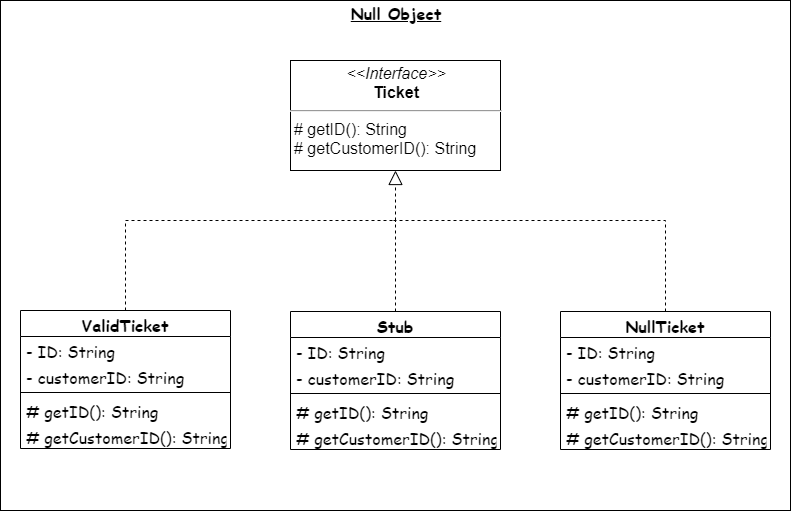 Null Object
<<Interface>>
Ticket
# getID(): String
# getCustomerID(): String
ValidTicket
- ID: String
- customerID: String
# getID(): String
# getCustomerID(): String
Stub
- ID: String
- customerID: String
# getID(): String
# getCustomerID(): String
NullTicket
- ID: String
- customerID: String
# getID(): String
# getCustomerID(): String